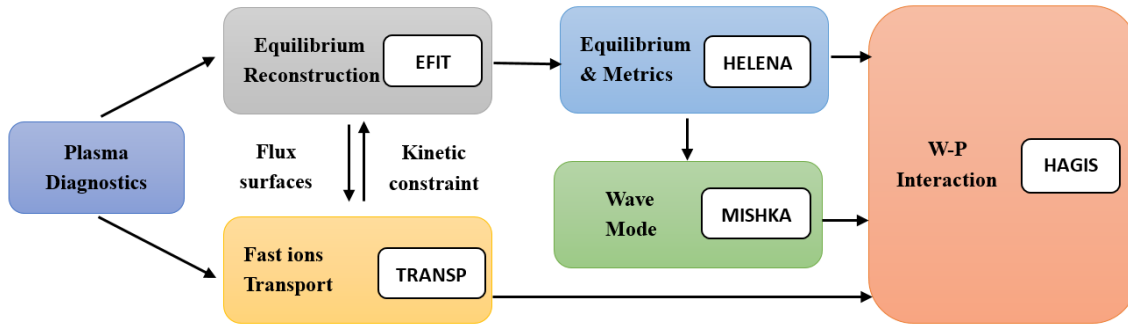 Plasma
Diagnostics
Equilibrium
Reconstruction
EFIT
Flux
surfaces
Kinetic
constraint
Fast ions
Transport
TRANSP
Equilibrium
& Metrics
HELENA
Wave
Mode
MISHKA
W-P
Interaction
HAGIS